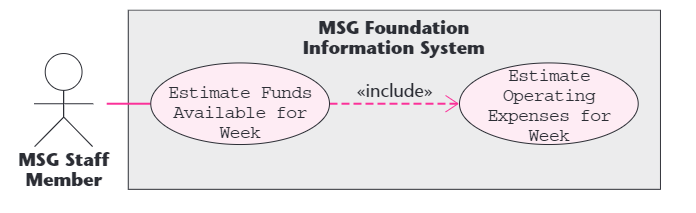 MSG Foundation
Information System
Estimate Funds
Available for
Week
«include»
Estimate
Operating
Expenses for
Week
MSG Staff
Member